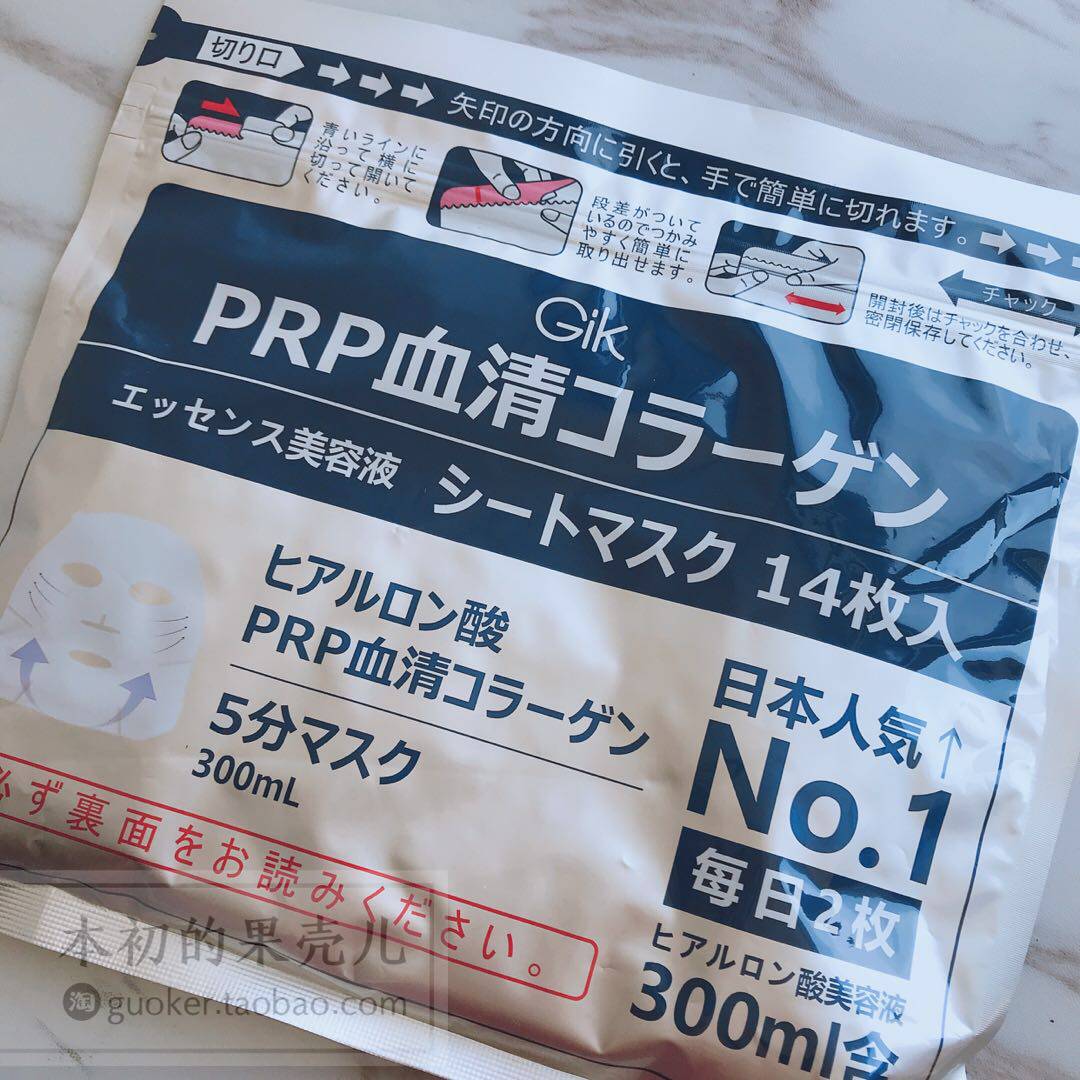 切り口
矢印の方向に引くと、手で簡単に切れます。
青いラインに
沿って横に
切って開いて
ください。
段差がついて
いるのでつかみ
やすく簡単に
取り出せます。
チャック
開封後はチャックを合わせ、
密閉保存してください。
Gik
PRP血清コラーゲン
エッセンス美容液 シートマスク 14枚入
ヒアルロン酸
PRP血清コラーゲン
5分マスク
300mL
日本人気↑
No.1
毎日2枚
ヒアルロン酸美容液
300ml含
必ず裏面をお読みください。
本初的果壳儿
淘 guoker.taobao.com